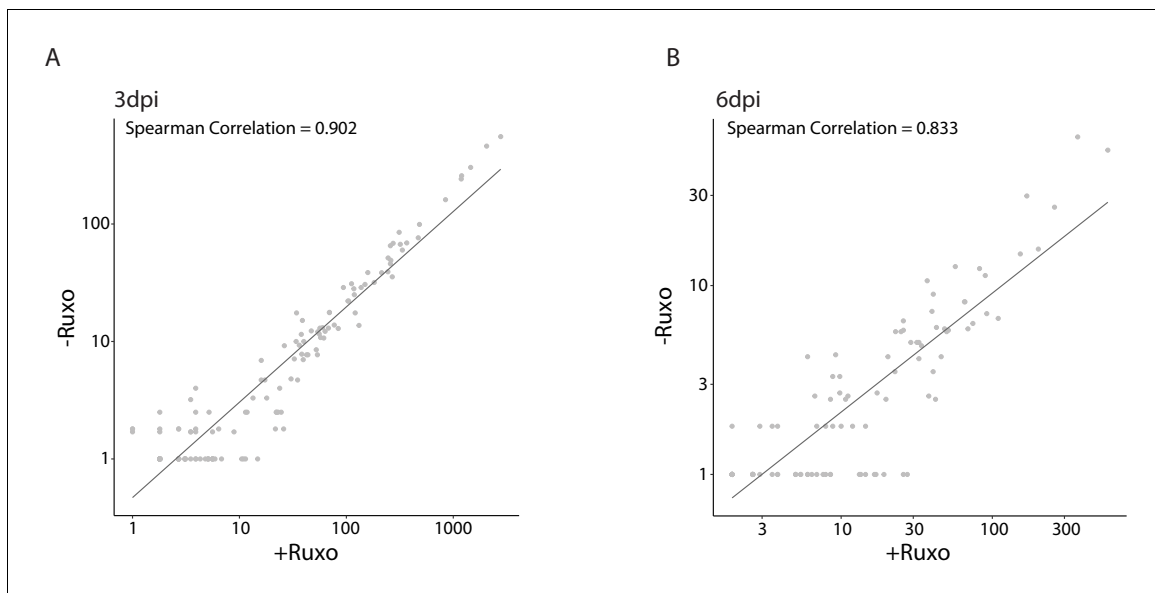 A
3dpi
Spearman Correlation = 0.902
100
10
1
-Ruxo
1 10 100 1000
+Ruxo
B
6dpi
Spearman Correlation = 0.833
30
10
3
1
-Ruxo
3 10 30 100 300
+Ruxo